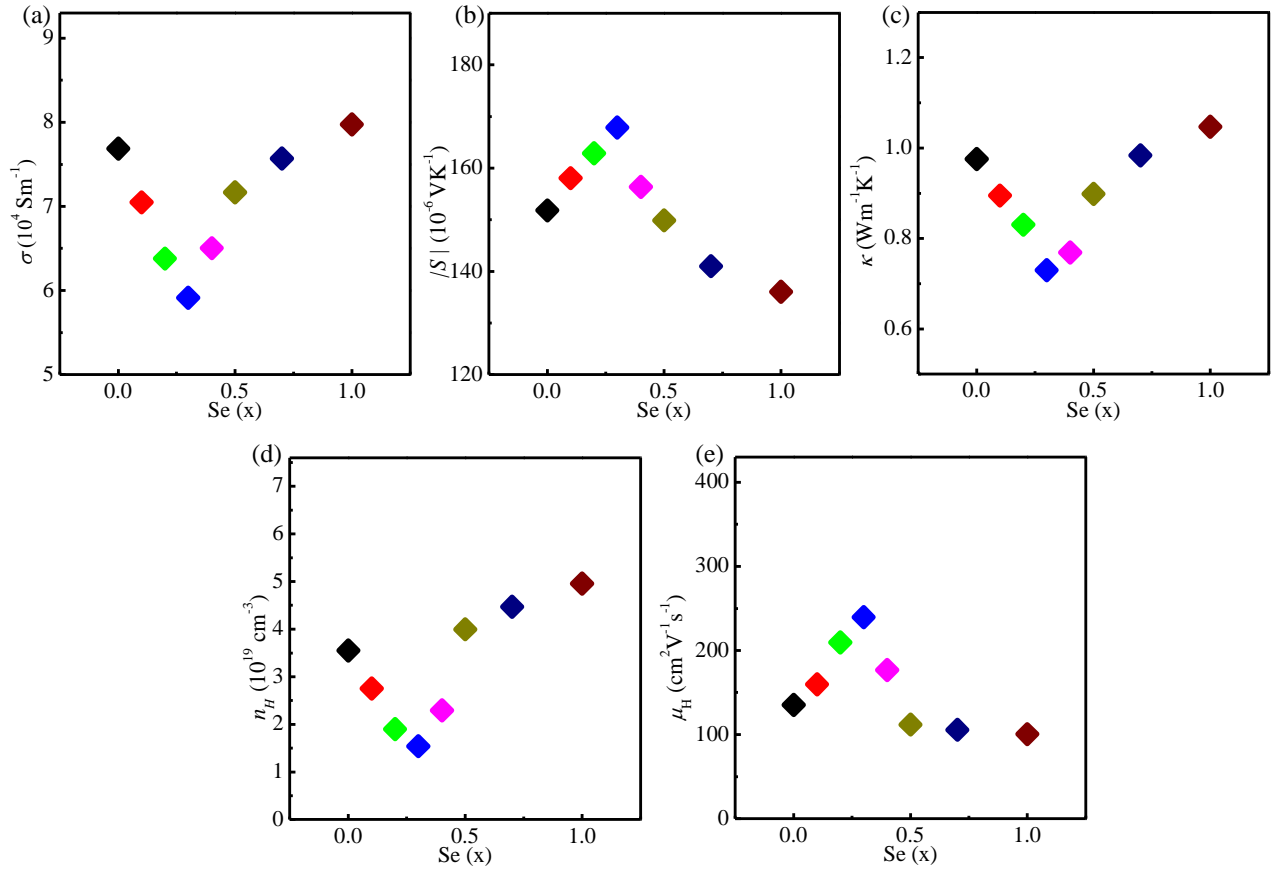 (a)
9
8
7
6
5
σ (10⁴ Sm⁻¹)
0.0 0.5 1.0
Se (x)
(b)
180
160
140
120
|S| (10⁻⁶ VK⁻¹)
0.0 0.5 1.0
Se (x)
(c)
1.2
1.0
0.8
0.6
κ (Wm⁻¹K⁻¹)
0.0 0.5 1.0
Se (x)
(d)
7
6
5
4
3
2
1
0
n_H (10¹⁹ cm⁻³)
0.0 0.5 1.0
Se (x)
(e)
400
300
200
100
0
μ_H (cm²V⁻¹s⁻¹)
0.0 0.5 1.0
Se (x)